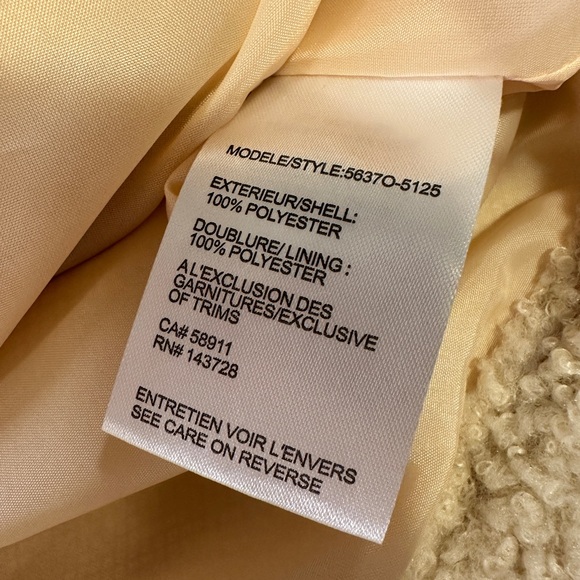 MODELE/STYLE:5637O-5125
EXTERIEUR/SHELL:
100% POLYESTER
DOUBLURE/LINING :
100% POLYESTER
A L'EXCLUSION DES
GARNITURES/EXCLUSIVE
OF TRIMS
CA# 58911
RN# 143728
ENTRETIEN VOIR L'ENVERS
SEE CARE ON REVERSE